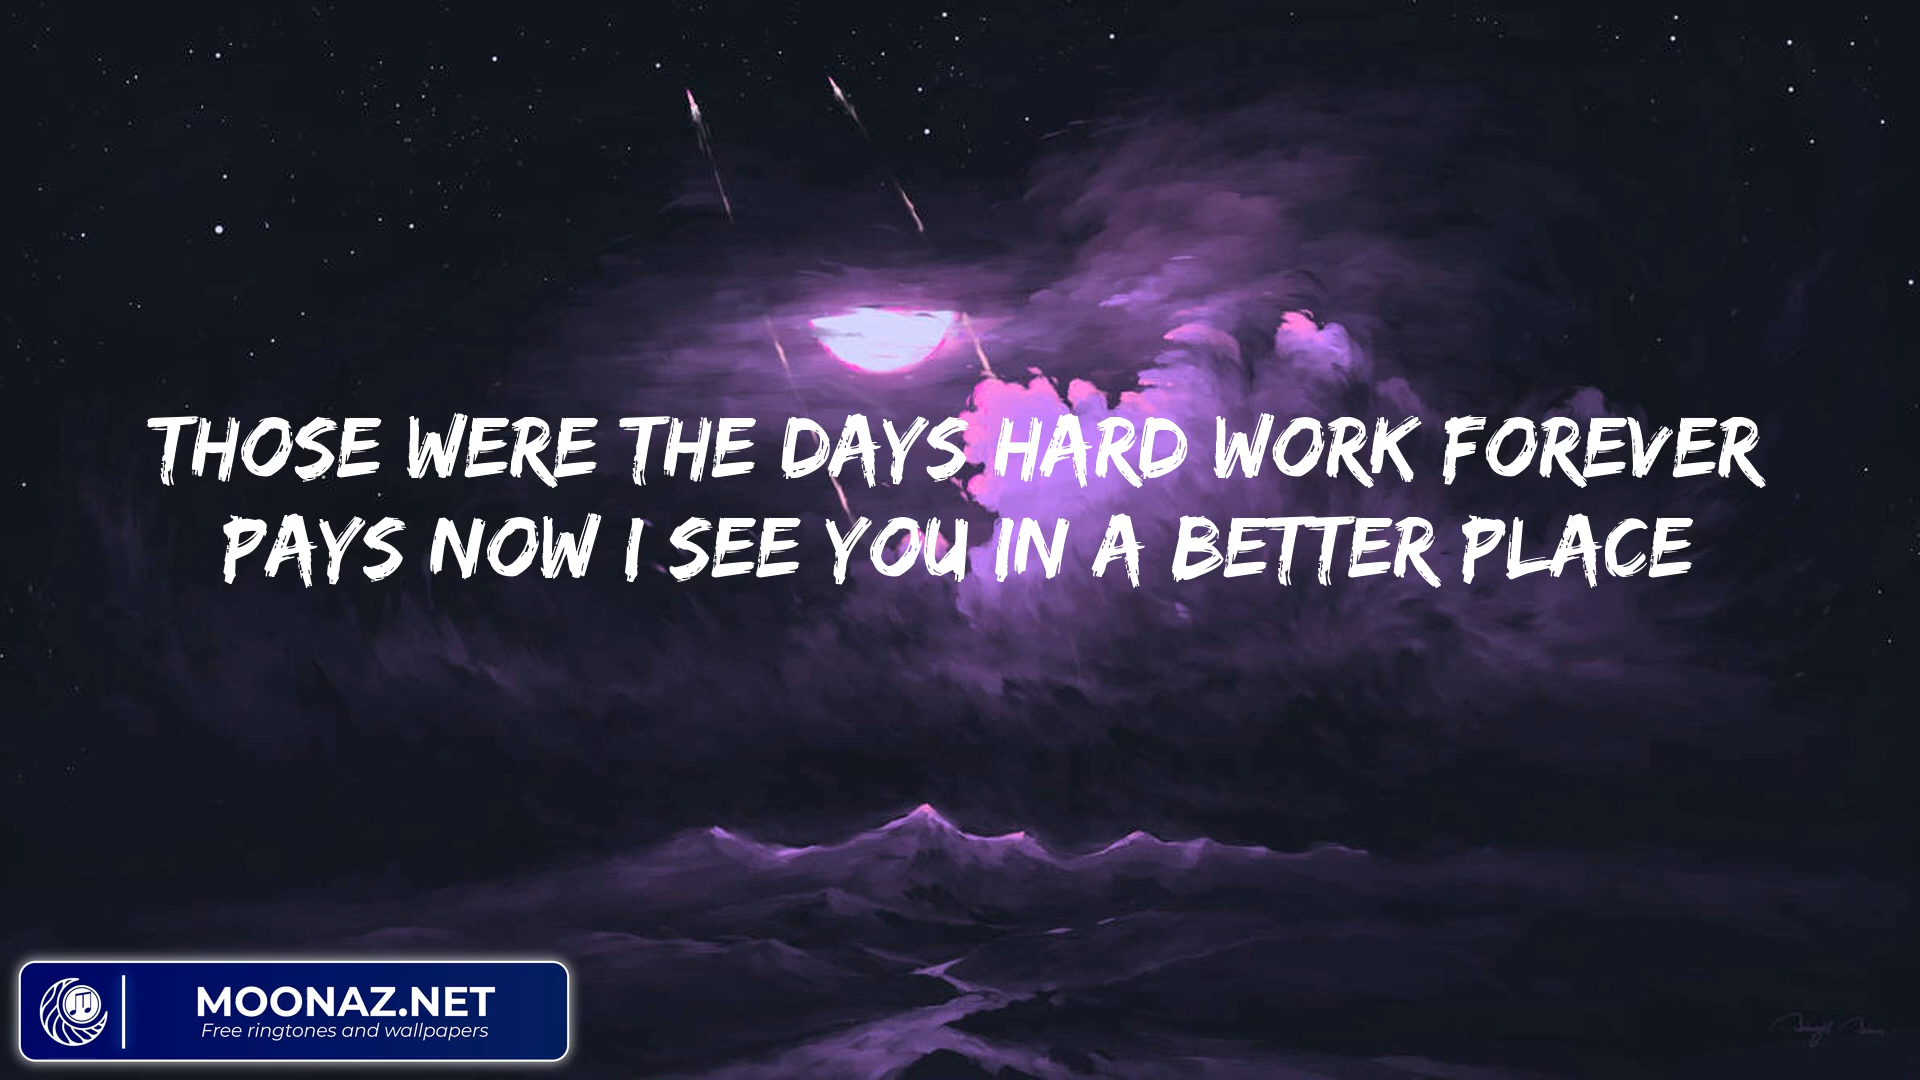 THOSE WERE THE DAYS HARD WORK FOREVER
PAYS NOW I SEE YOU IN A BETTER PLACE
MOONAZ.NET
Free ringtones and wallpapers